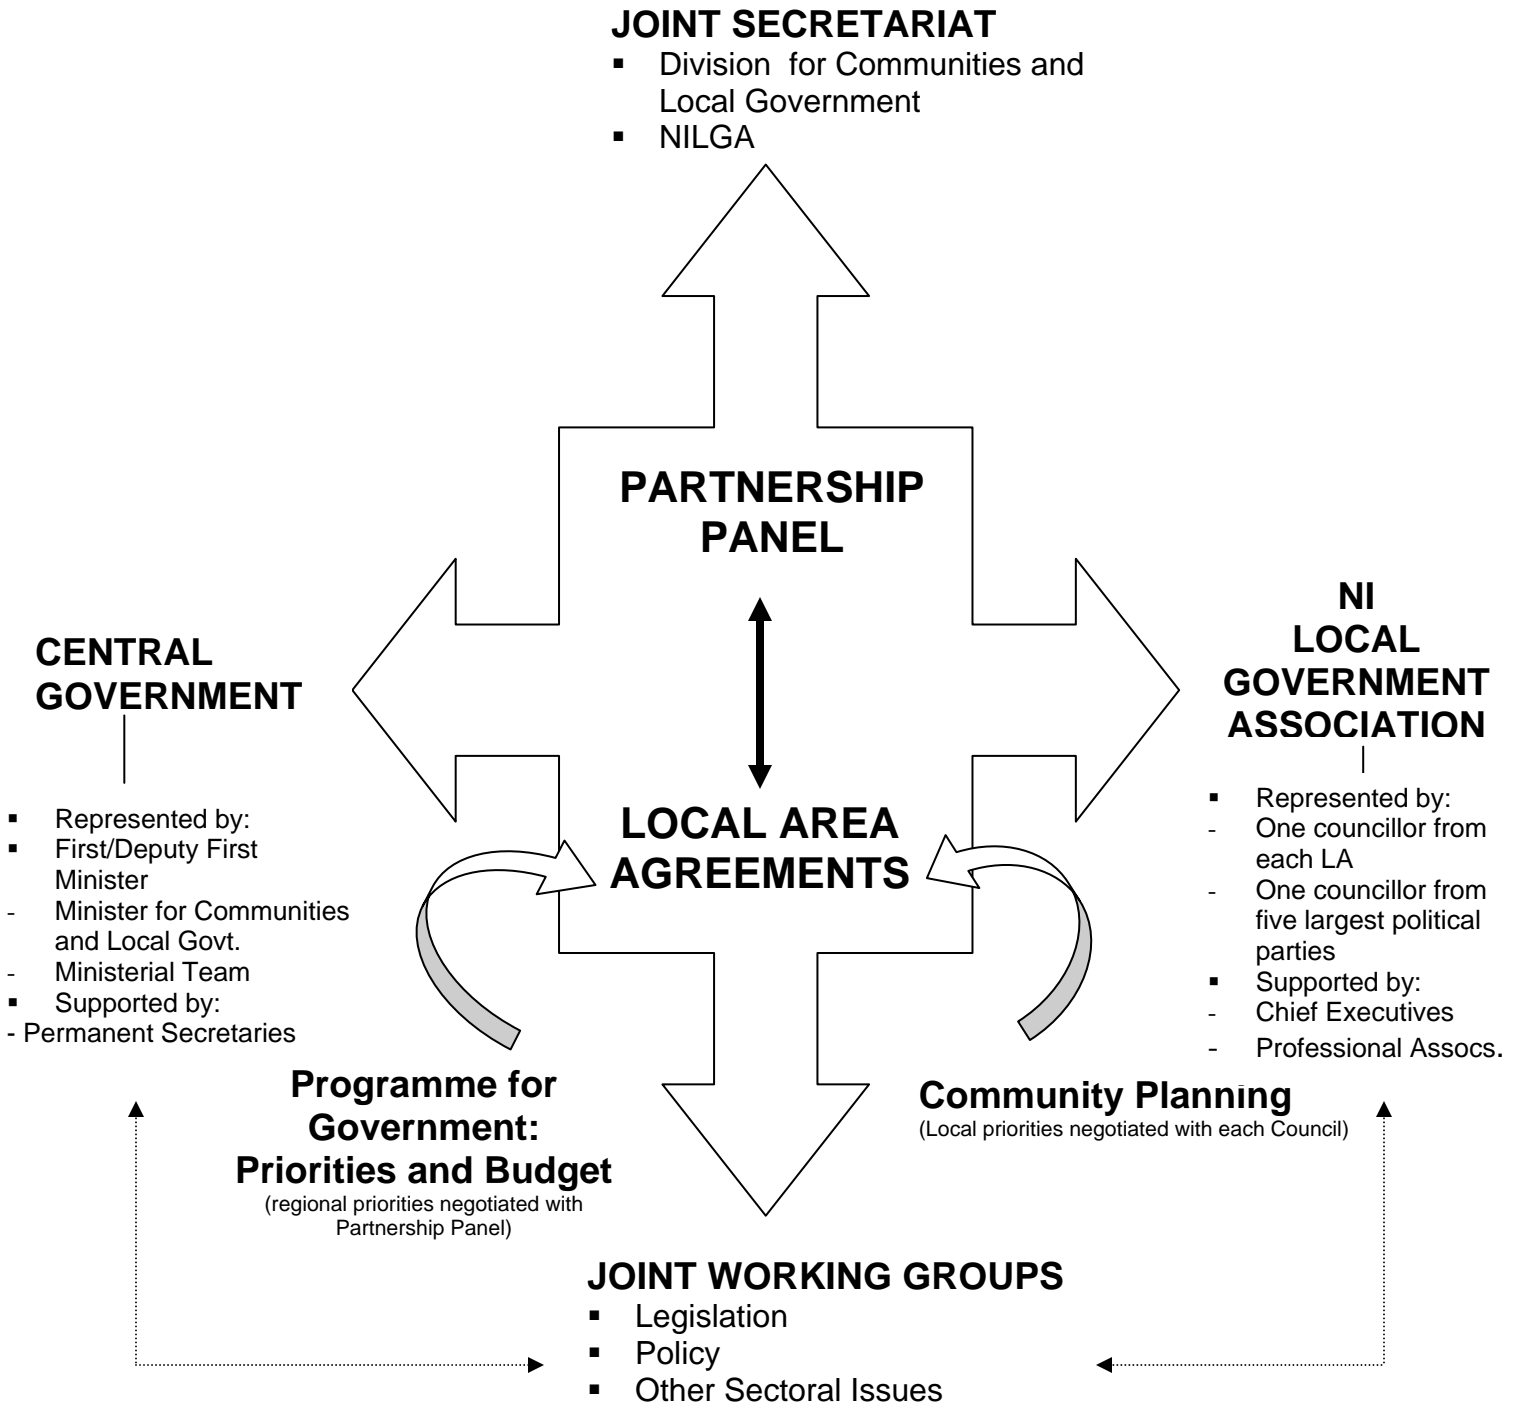 JOINT SECRETARIAT
▪ Division for Communities and
Local Government
▪ NILGA
PARTNERSHIP
PANEL
CENTRAL
GOVERNMENT
▪ Represented by:
▪ First/Deputy First
Minister
- Minister for Communities
and Local Govt.
- Ministerial Team
▪ Supported by:
- Permanent Secretaries
LOCAL AREA
AGREEMENTS
NI
LOCAL
GOVERNMENT
ASSOCIATION
▪ Represented by:
- One councillor from
each LA
- One councillor from
five largest political
parties
▪ Supported by:
- Chief Executives
- Professional Assocs.
Programme for
Government:
Priorities and Budget
(regional priorities negotiated with
Partnership Panel)
Community Planning
(Local priorities negotiated with each Council)
JOINT WORKING GROUPS
▪ Legislation
▪ Policy
▪ Other Sectoral Issues